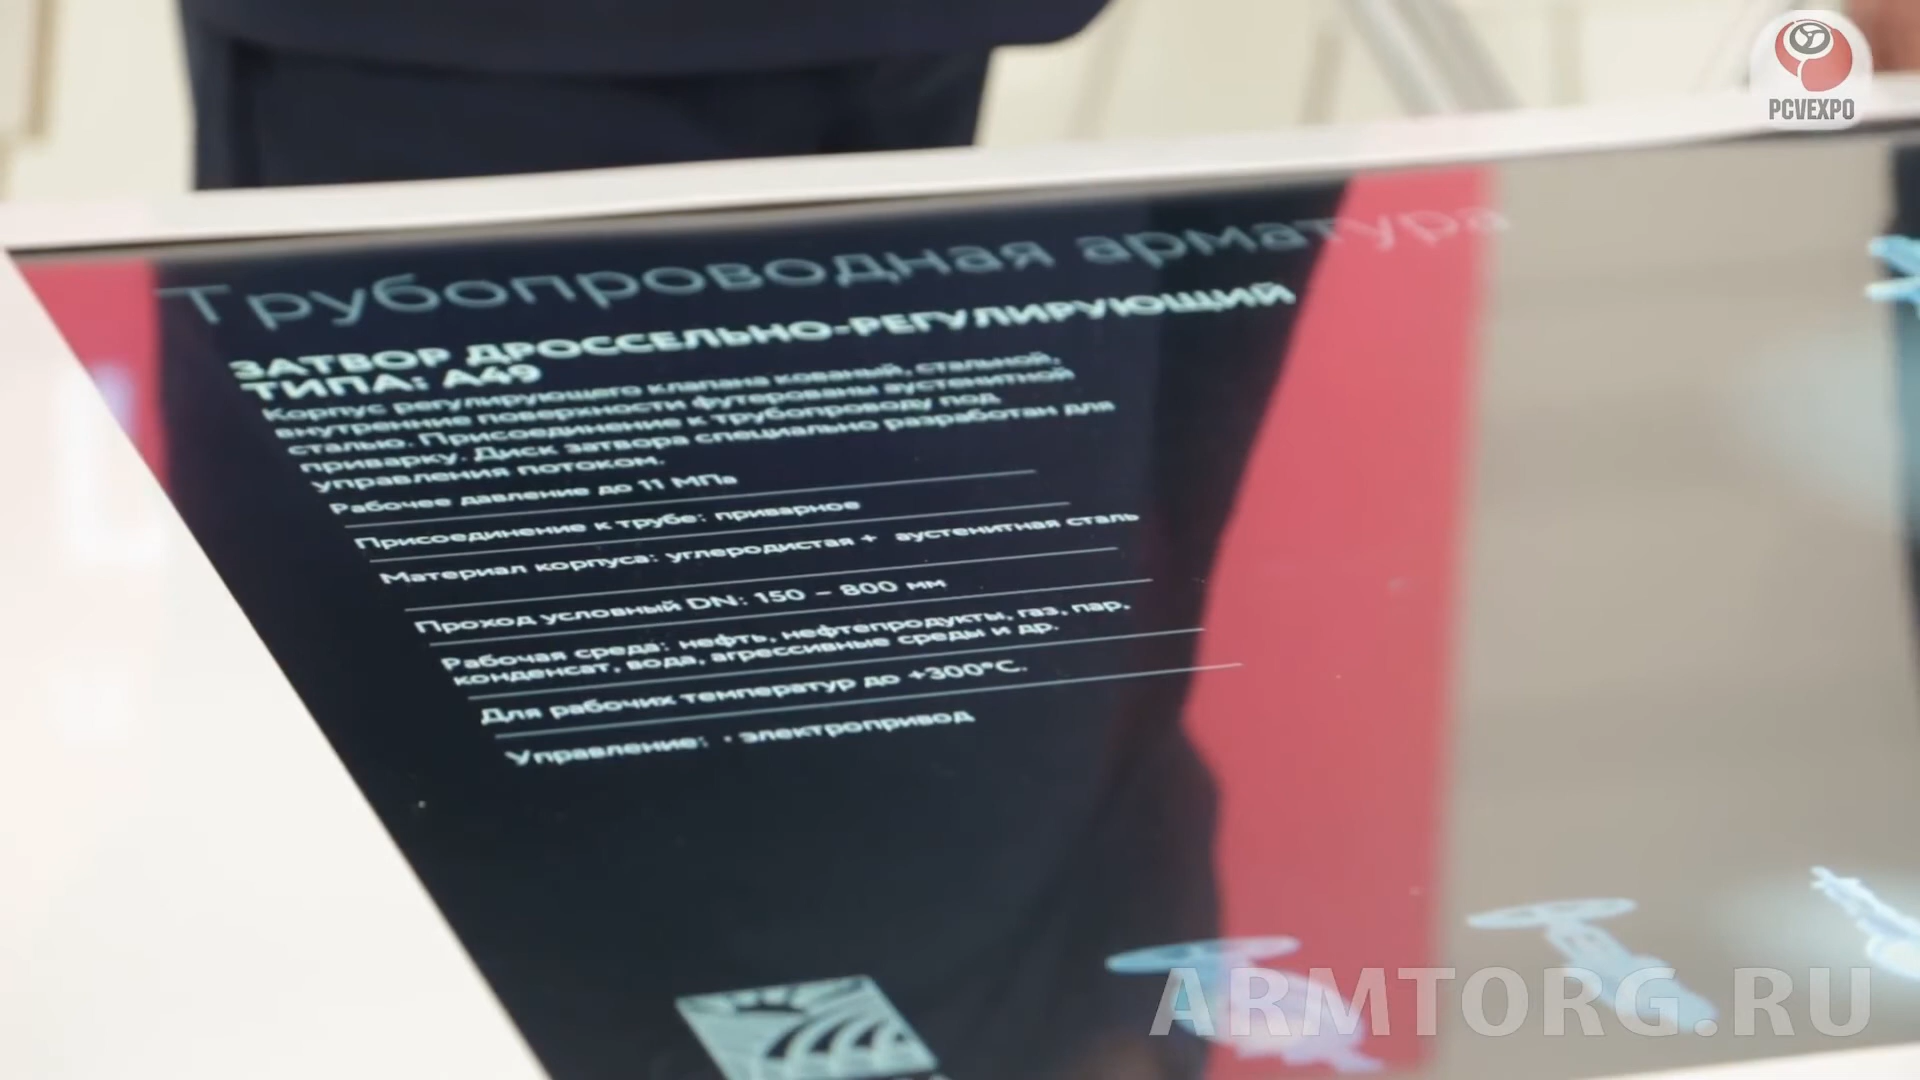 PCVEXPO
Трубопроводная арматура
ЗАТВОР ДРОССЕЛЬНО-РЕГУЛИРУЮЩИЙ
ТИПА: А49
Корпус регулирующего клапана кованый, стальной,
внутренние поверхности футерованы аустенитной
сталью. Присоединение к трубопроводу под
приварку. Диск затвора специально разработан для
управления потоком.
Рабочее давление до 11 МПа
Присоединение к трубе: приварное
Материал корпуса: углеродистая + аустенитная сталь
Проход условный DN: 150 – 800 мм
Рабочая среда: нефть, нефтепродукты, газ, пар,
конденсат, вода, агрессивные среды и др.
Для рабочих температур до +300°С.
Управление: · электропривод
ARMTORG.RU